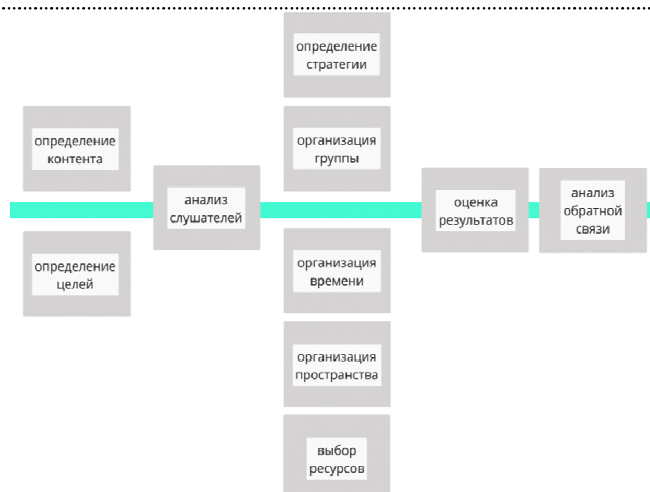 определение
контента
определение
целей
анализ
слушателей
определение
стратегии
организация
группы
организация
времени
организация
пространства
выбор
ресурсов
оценка
результатов
анализ
обратной
связи